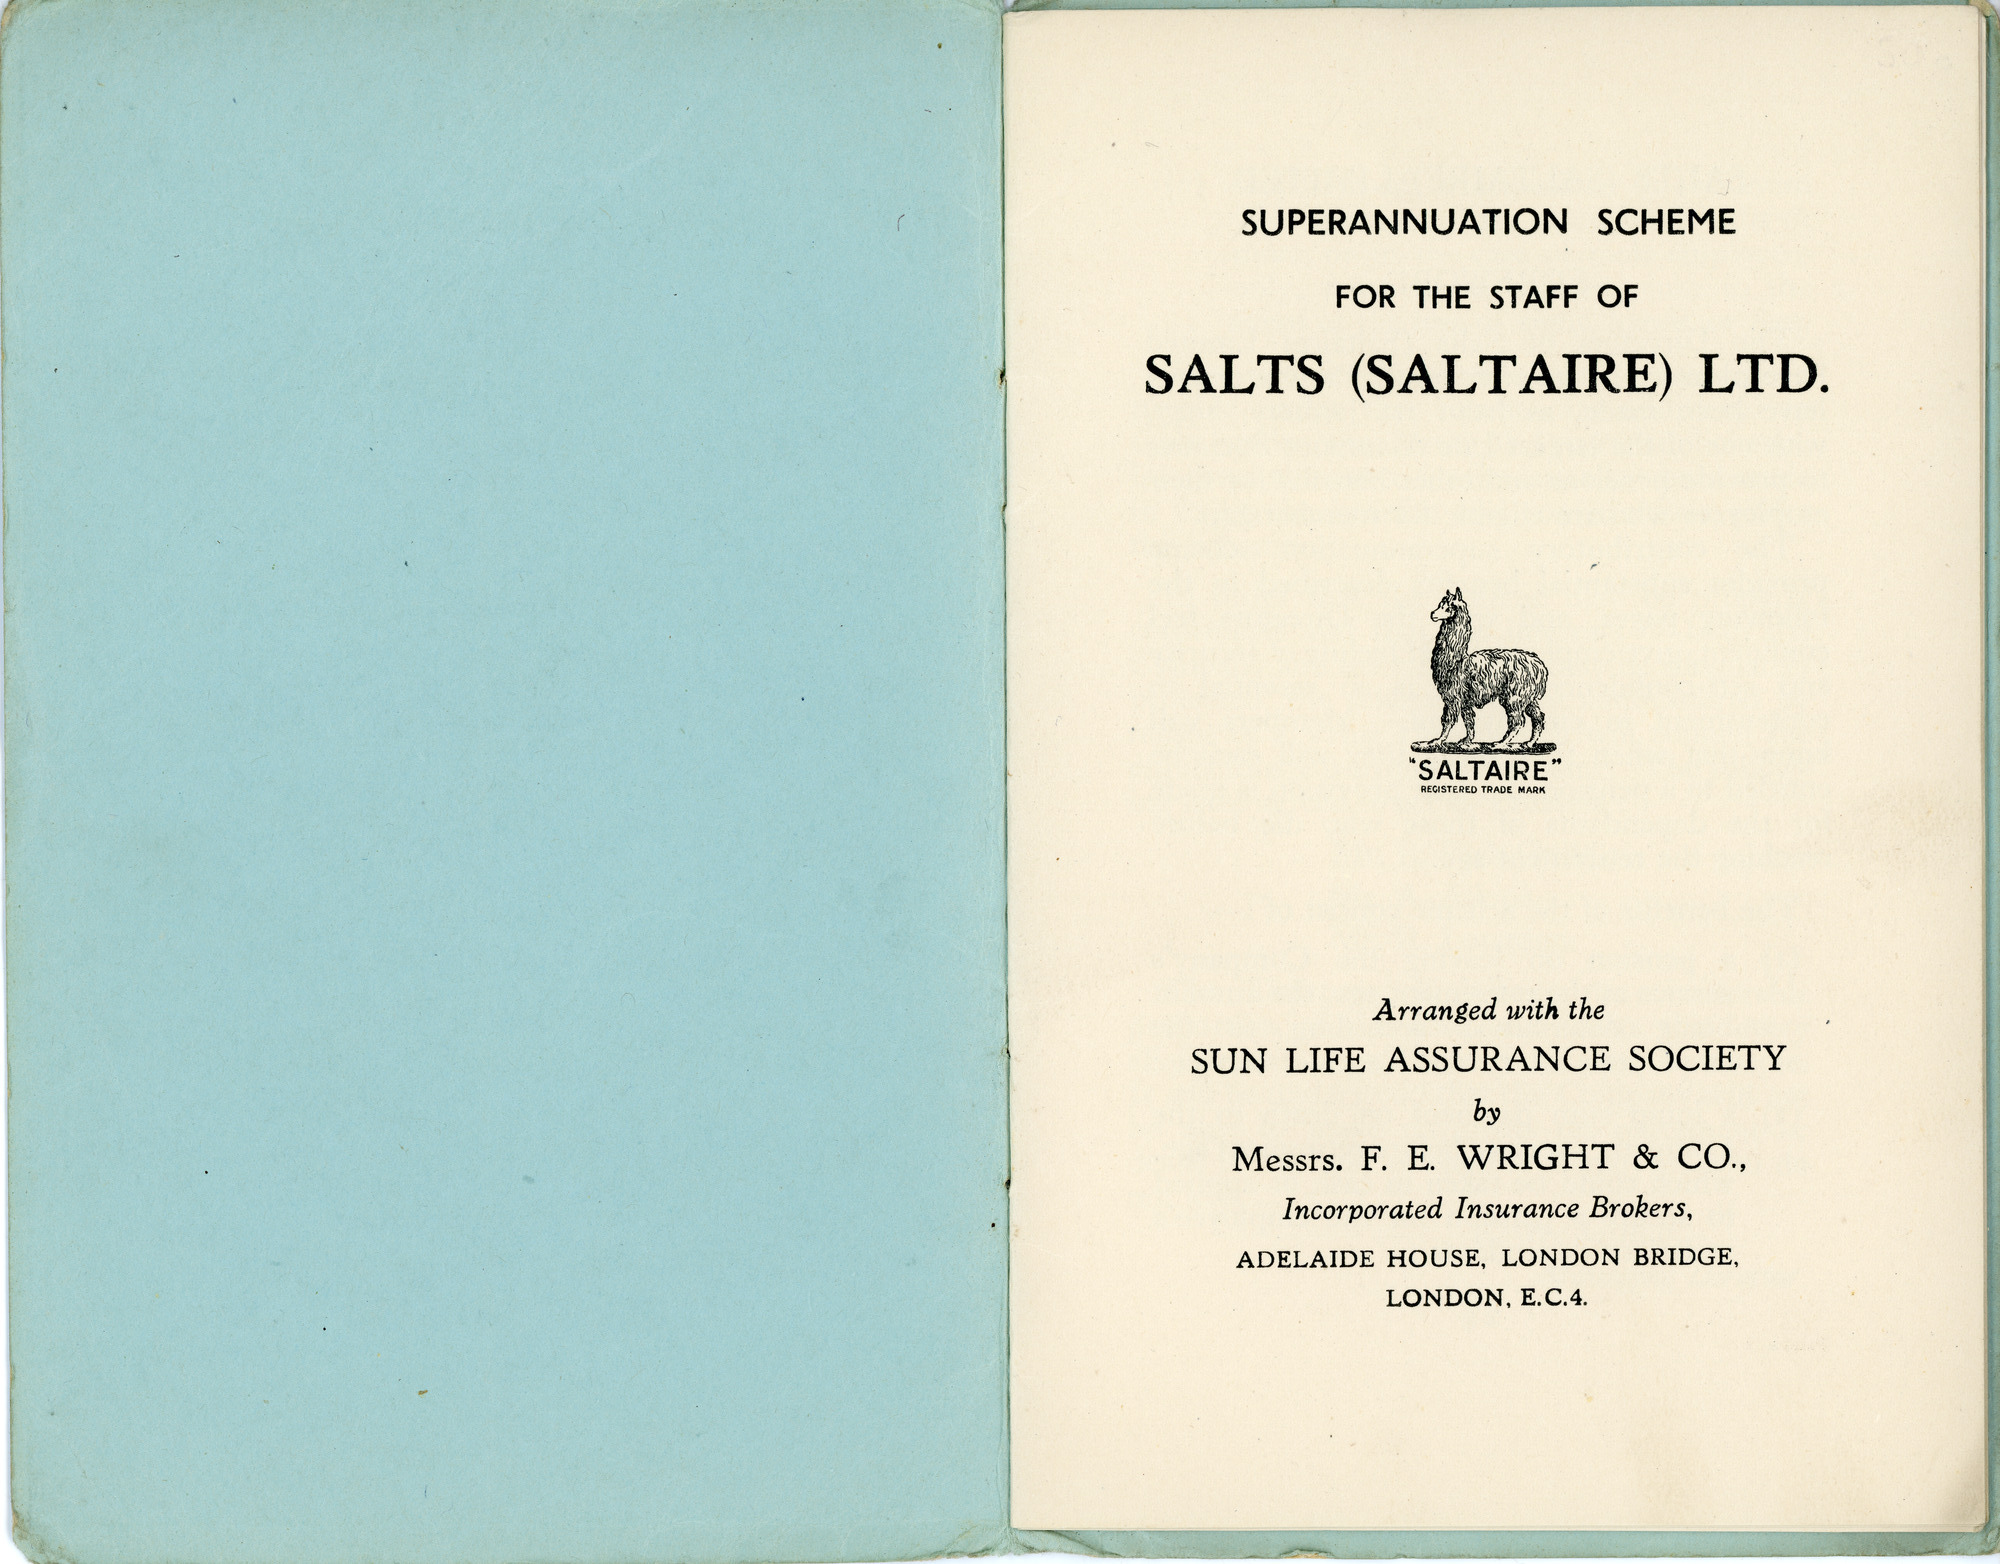 SUPERANNUATION SCHEME
FOR THE STAFF OF
SALTS (SALTAIRE) LTD.
"SALTAIRE"
REGISTERED TRADE MARK
Arranged with the
SUN LIFE ASSURANCE SOCIETY
by
Messrs. F. E. WRIGHT & CO.,
Incorporated Insurance Brokers,
ADELAIDE HOUSE, LONDON BRIDGE,
LONDON, E.C.4.